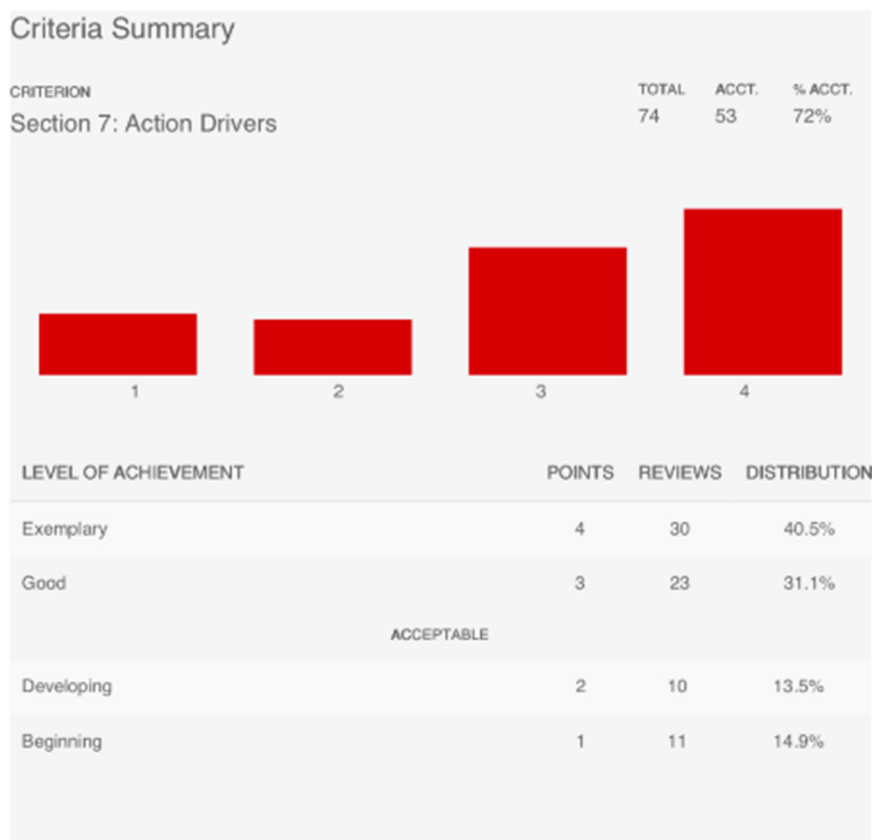 Criteria Summary
CRITERION TOTAL ACCT. % ACCT.
Section 7: Action Drivers 74 53 72%
1 2 3 4
LEVEL OF ACHIEVEMENT POINTS REVIEWS DISTRIBUTION
Exemplary 4 30 40.5%
Good 3 23 31.1%
ACCEPTABLE
Developing 2 10 13.5%
Beginning 1 11 14.9%